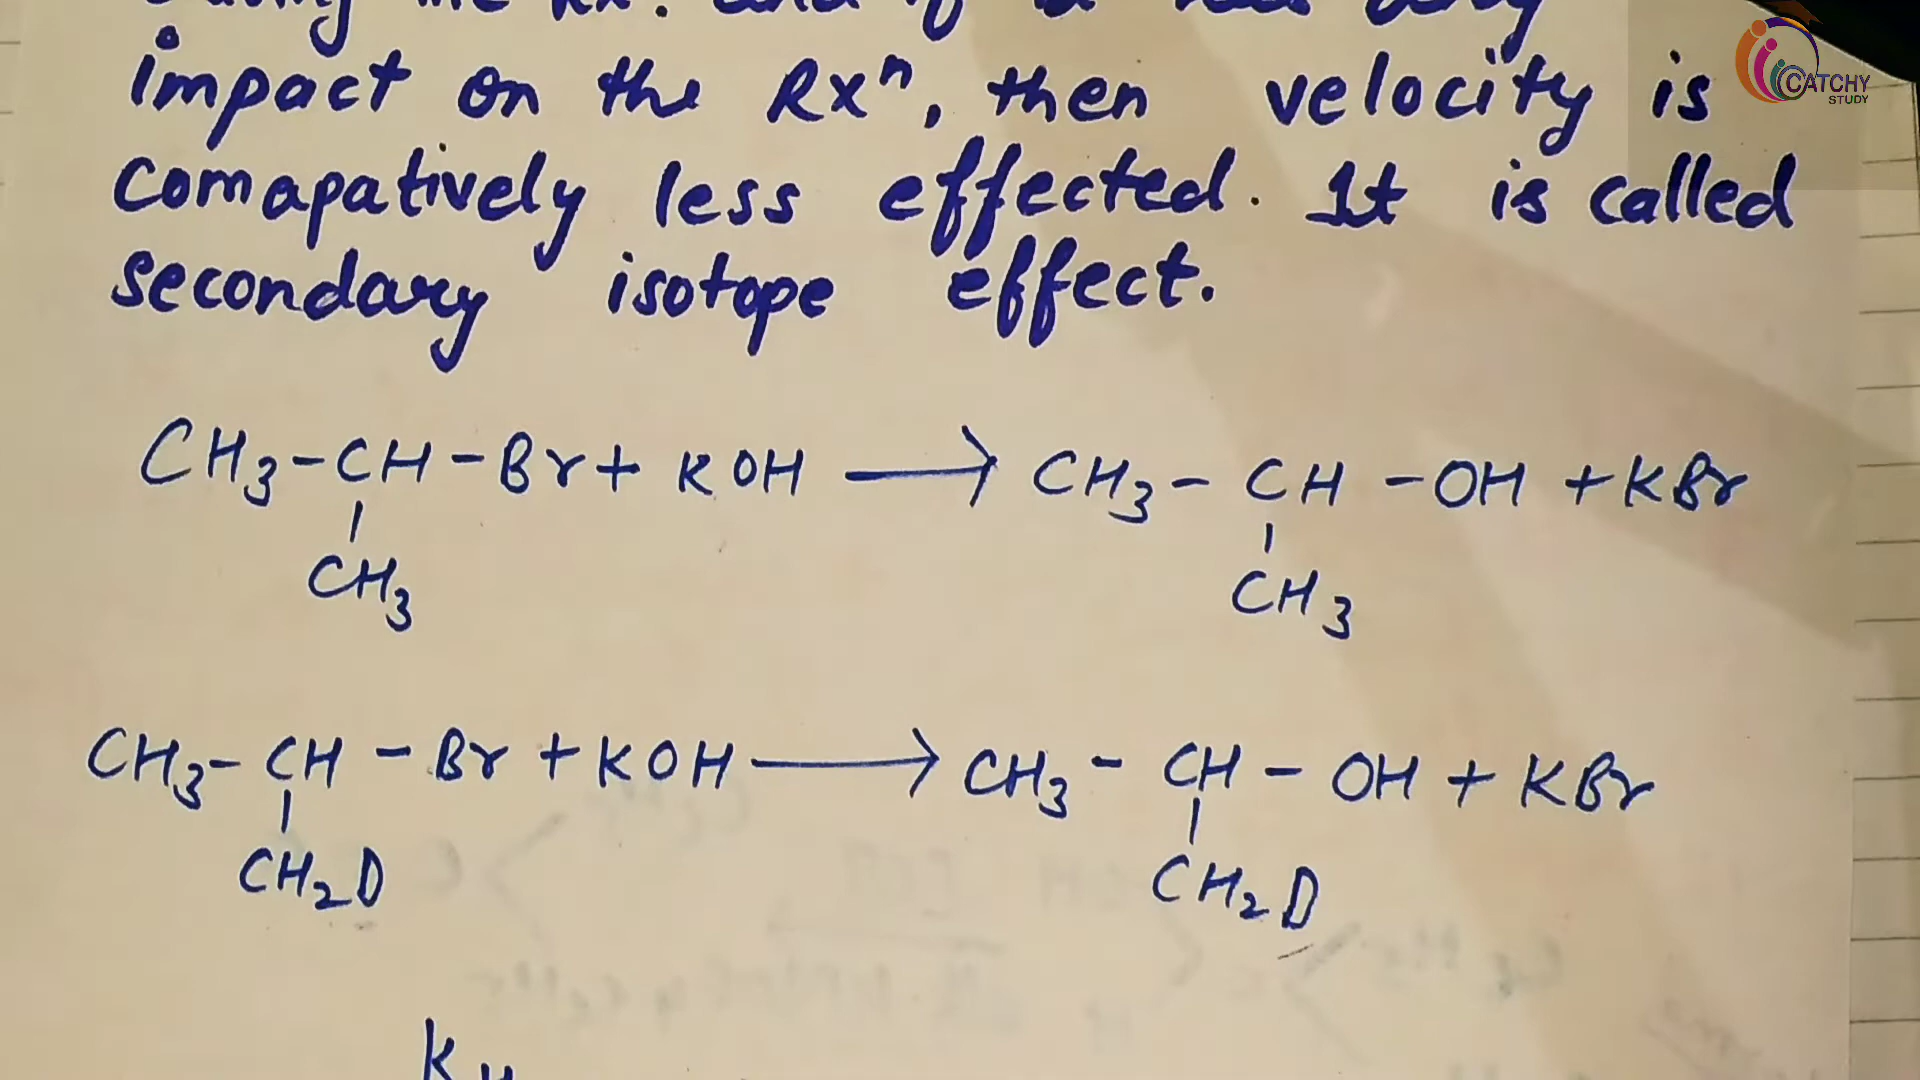 impact on the Rxⁿ, then velocity is
CATCHY
STUDY
comapatively less effected. It is called
secondary isotope effect.
CH₃-CH-Br + KOH ⟶ CH₃-CH-OH + KBr
CH₃ CH₃
CH₃-CH-Br + KOH ⟶ CH₃-CH-OH + KBr
CH₂D CH₂D